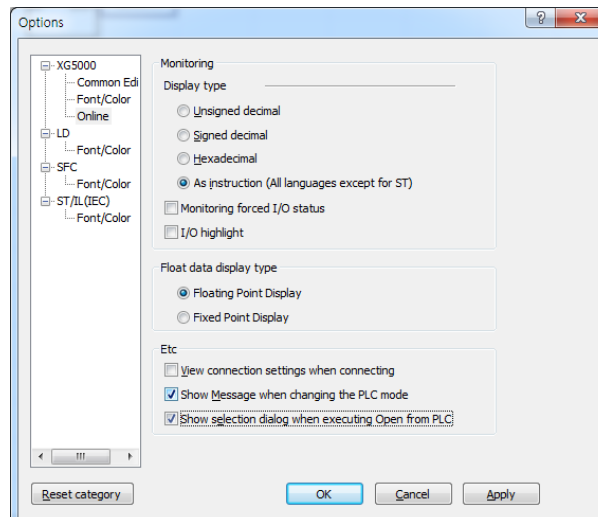 Options
XG5000
Common Edi
Font/Color
Online
LD
Font/Color
SFC
Font/Color
ST/IL(IEC)
Font/Color
Monitoring
Display type
Unsigned decimal
Signed decimal
Hexadecimal
As instruction (All languages except for ST)
Monitoring forced I/O status
I/O highlight
Float data display type
Floating Point Display
Fixed Point Display
Etc
View connection settings when connecting
Show Message when changing the PLC mode
Show selection dialog when executing Open from PLC
Reset category
OK
Cancel
Apply